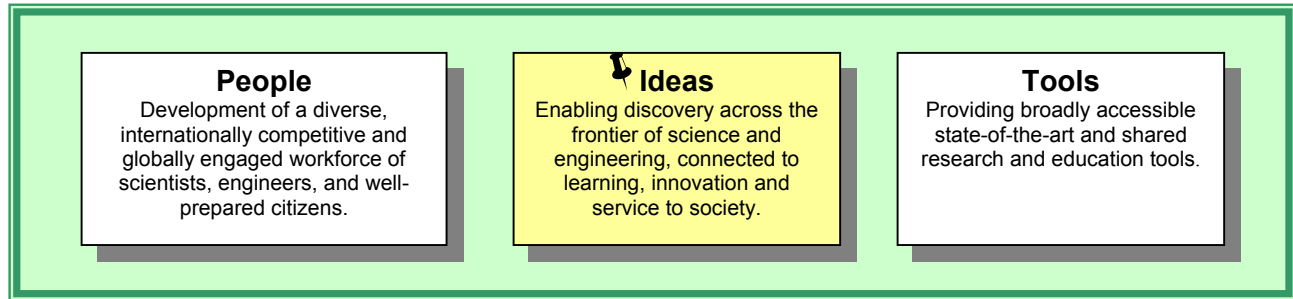 People
Development of a diverse,
internationally competitive and
globally engaged workforce of
scientists, engineers, and well-
prepared citizens.
Ideas
Enabling discovery across the
frontier of science and
engineering, connected to
learning, innovation and
service to society.
Tools
Providing broadly accessible
state-of-the-art and shared
research and education tools.